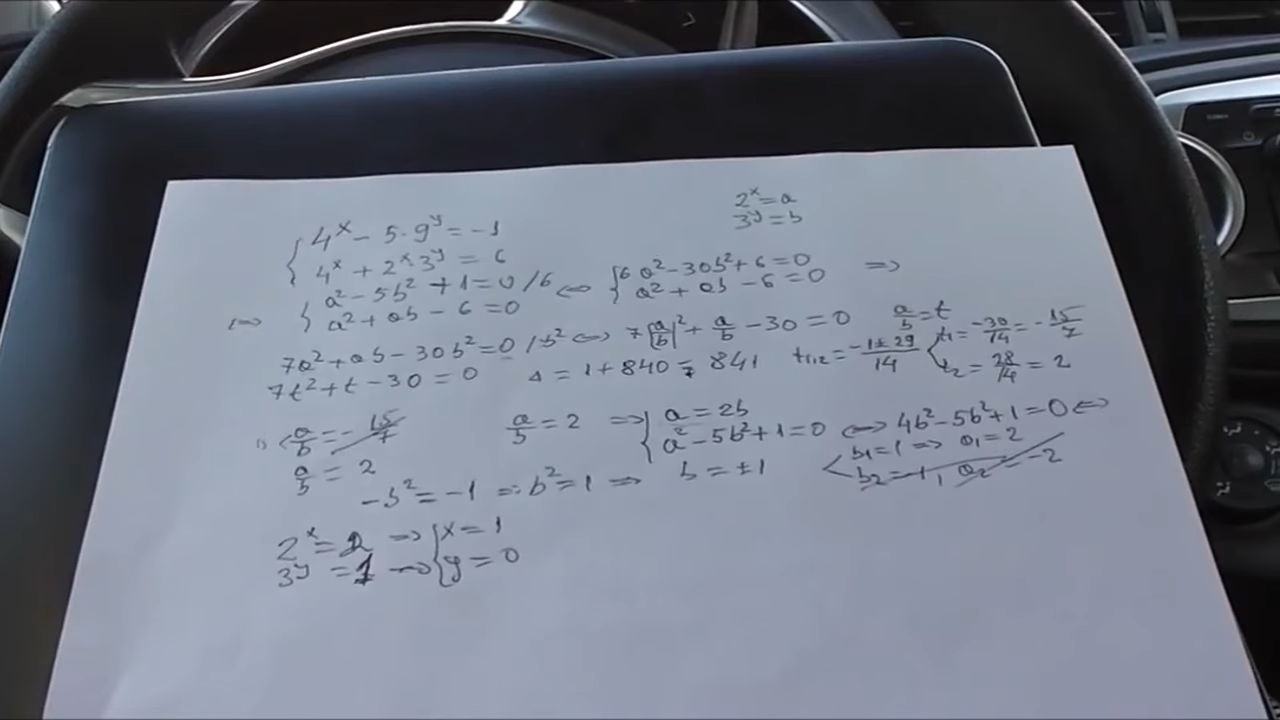 2^x = a
3^y = b
{ 4^x - 5·9^y = -1
4^x + 2^x 3^y = 6
<=> { a² - 5b² + 1 = 0 /6 <=> { 6a² - 30b² + 6 = 0 =>
a² + ab - 6 = 0 a² + ab - 6 = 0
7a² + ab - 30b² = 0 /b² <=> 7(a/b)² + a/b - 30 = 0 a/b = t
7t² + t - 30 = 0 Δ = 1 + 840 = 841 t1,2 = (-1 ± 29)/14 < t1 = -30/14 = -15/7
t2 = 28/14 = 2
1) < a/b = -15/7 a/b = 2 => { a = 2b
a² - 5b² + 1 = 0 <=> 4b² - 5b² + 1 = 0 <=>
a/b = 2
-b² = -1 => b² = 1 => b = ±1 < b1 = 1 => a1 = 2
b2 = -1, a2 = -2
2^x = 2 => { x = 1
3^y = 1 => y = 0